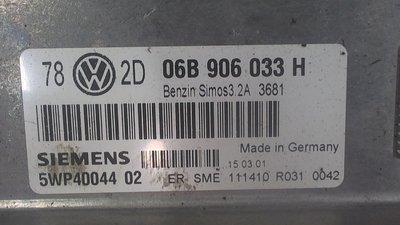 78 VW 2D 06B 906 033 H
Benzin Simos3.2A 3681
SIEMENS Made in Germany
15.03.01
5WP40044 02 ER SME 111410 R031 0042